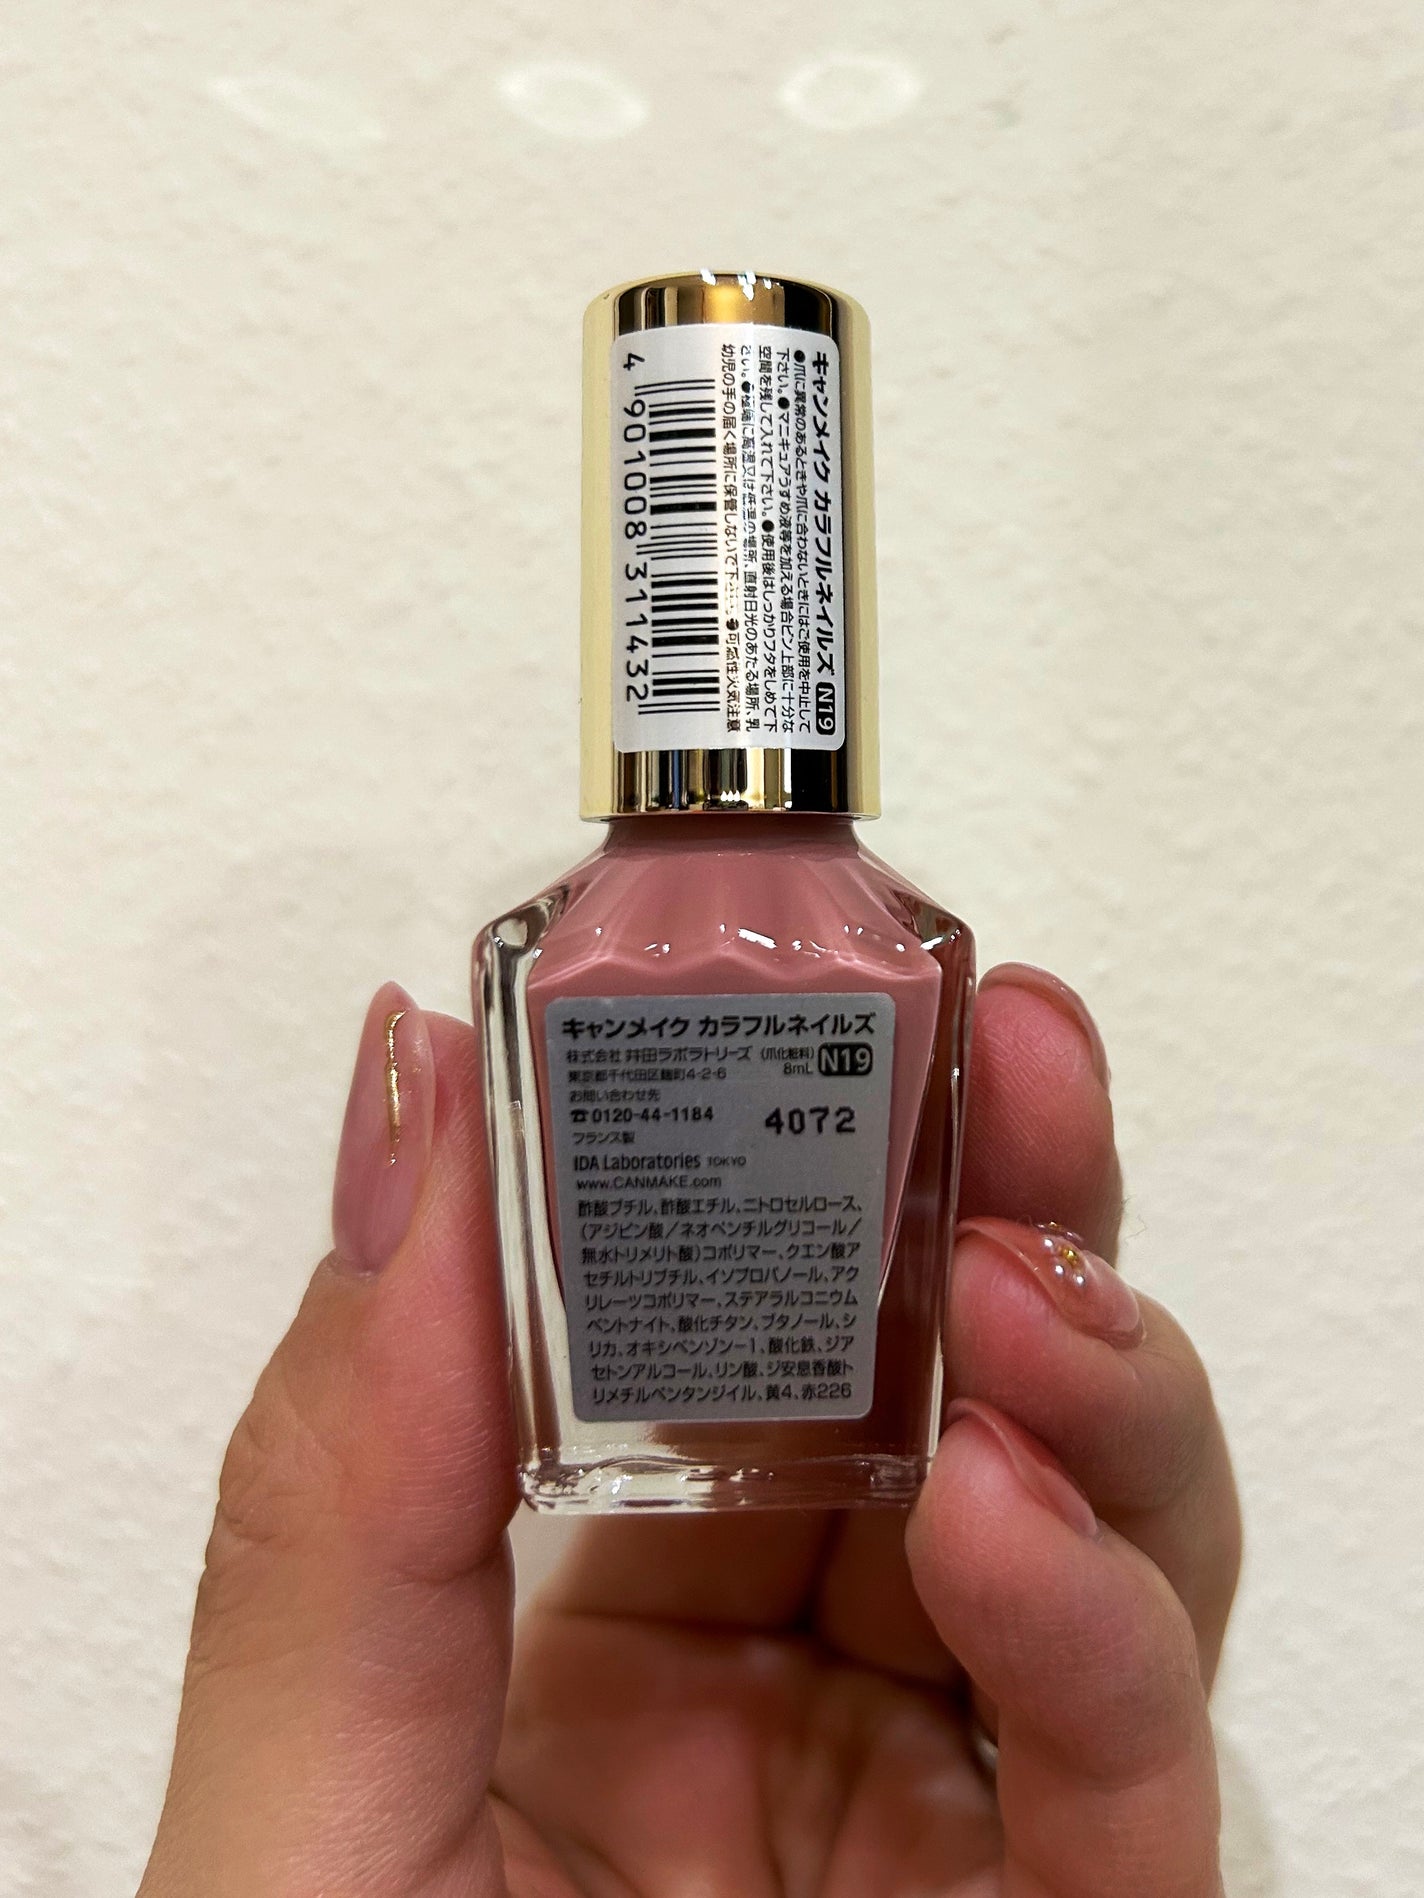 キャンメイク カラフルネイルズ N19
●爪に異常のあるときや爪に合わないときにはご使用を中止して
下さい。●マニキュアうすめ液等を加える場合ビン上部に十分な
空間を残して入れて下さい。●使用後はしっかりフタをしめて下
さい。●極端に高温又は低温の場所、直射日光のあたる場所、乳
幼児の手の届く場所に保管しないで下さい。●可燃性火気注意
4 901008 311432
キャンメイク カラフルネイルズ
株式会社 井田ラボラトリーズ (爪化粧料)
8mL N19
東京都千代田区麹町4-2-6
お問い合わせ先
☎0120-44-1184
4072
フランス製
IDA Laboratories TOKYO
www.CANMAKE.com
酢酸ブチル、酢酸エチル、ニトロセルロース、
(アジピン酸/ネオペンチルグリコール/
無水トリメリト酸)コポリマー、クエン酸ア
セチルトリブチル、イソプロパノール、アク
リレーツコポリマー、ステアラルコニウム
ベントナイト、酸化チタン、ブタノール、シ
リカ、オキシベンゾン-1、酸化鉄、ジア
セトンアルコール、リン酸、ジ安息香酸ト
リメチルペンタンジイル、黄4、赤226